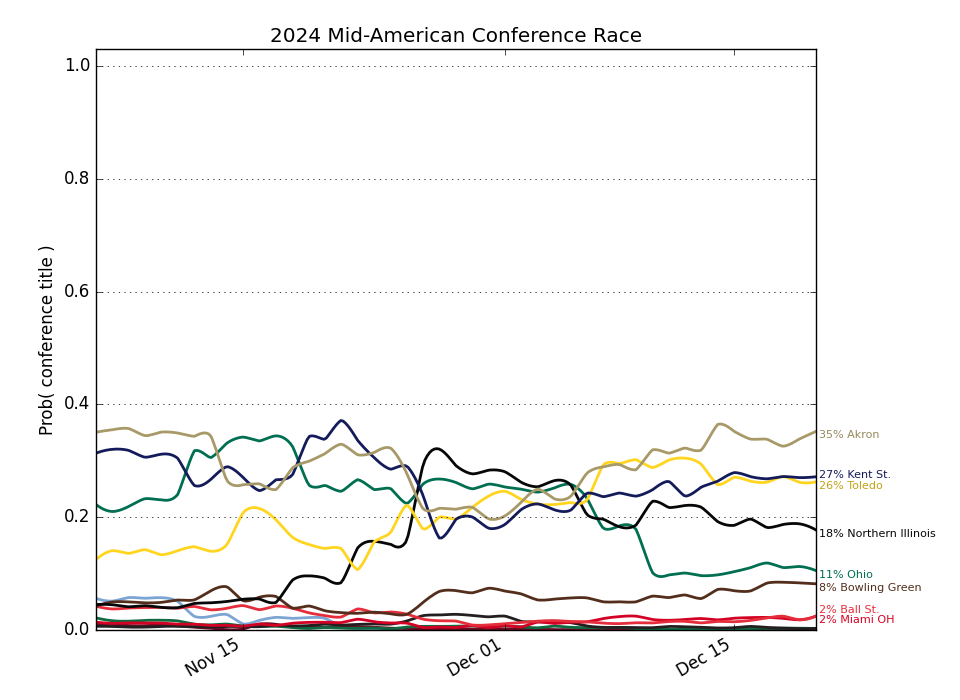 2024 Mid-American Conference Race
Prob( conference title )
1.0
0.8
0.6
0.4
0.2
0.0
Nov 15
Dec 01
Dec 15
35% Akron
27% Kent St.
26% Toledo
18% Northern Illinois
11% Ohio
8% Bowling Green
2% Ball St.
2% Miami OH